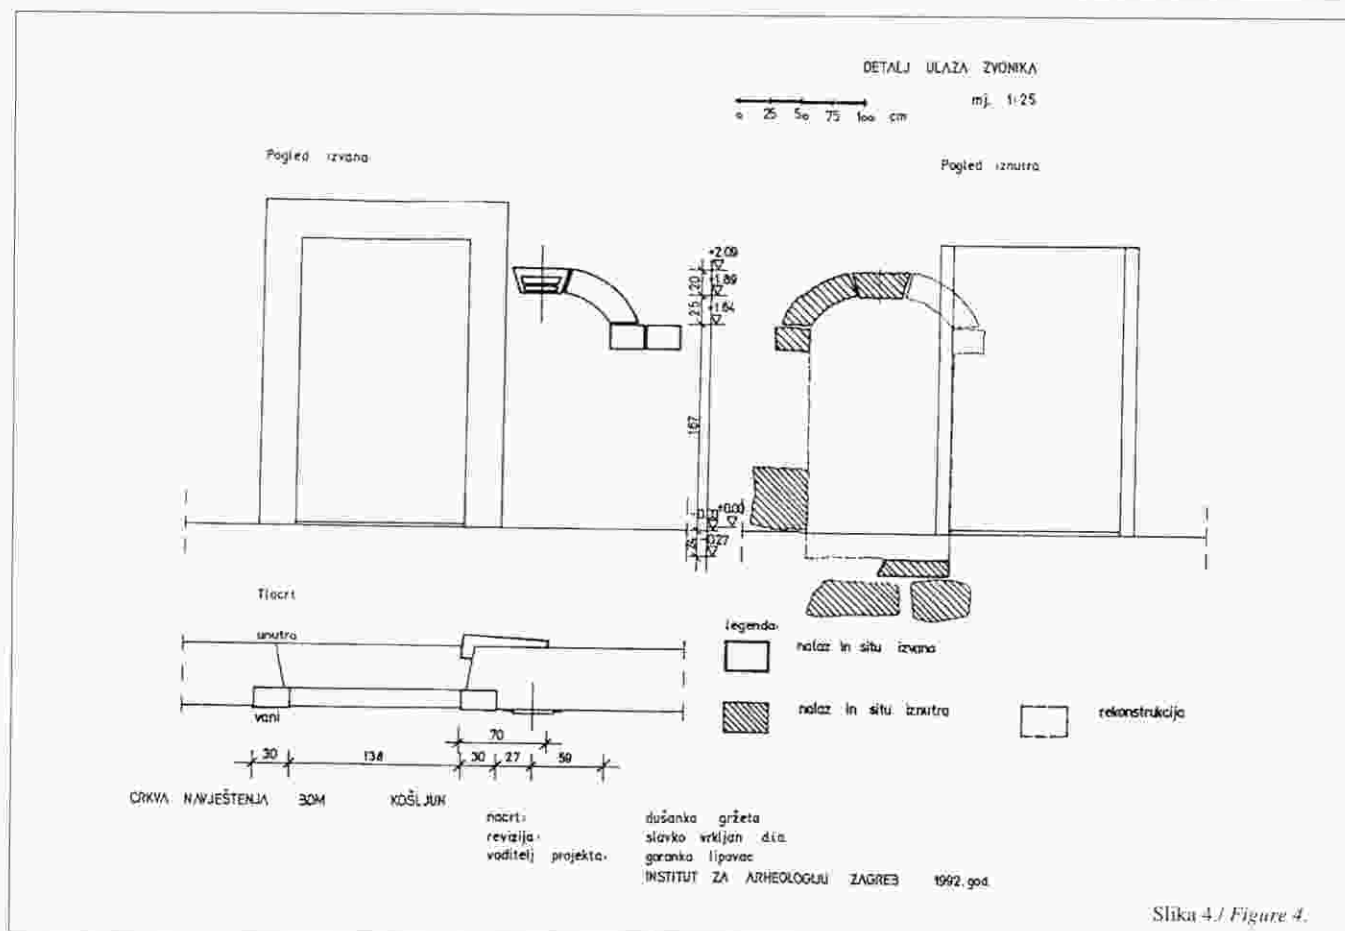 DETALJ ULAZA ZVONIKA
mj. 1:25
0 25 50 75 100 cm
Pogled izvana
Pogled iznutra
+2.09
20
+1.89
25
+1.64
167
+0.00
24
-0.27
Tlocrt
unutra
vani
70
30 138 30 27 59
legenda:
nalaz in situ izvana
nalaz in situ iznutra
rekonstrukcija
CRKVA NAVJEŠTENJA BDM KOŠLJUN
nacrt: dušanka gržeta
revizija: slavko vrkljan d.i.a.
voditelj projekta: goranka lipovac
INSTITUT ZA ARHEOLOGIJU ZAGREB 1992. god.
Slika 4./ Figure 4.